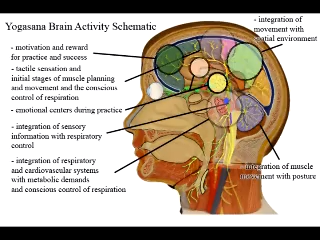 Yogasana Brain Activity Schematic
- integration of
movement with
spatial environment
- motivation and reward
for practice and success
- tactile sensation and
initial stages of muscle planning
and movement and the conscious
control of respiration
- emotional centers during practice
- integration of sensory
information with respiratory
control
- integration of respiratory
and cardiovascular systems
with metabolic demands
and conscious control of respiration
- integration of muscle
movement with posture